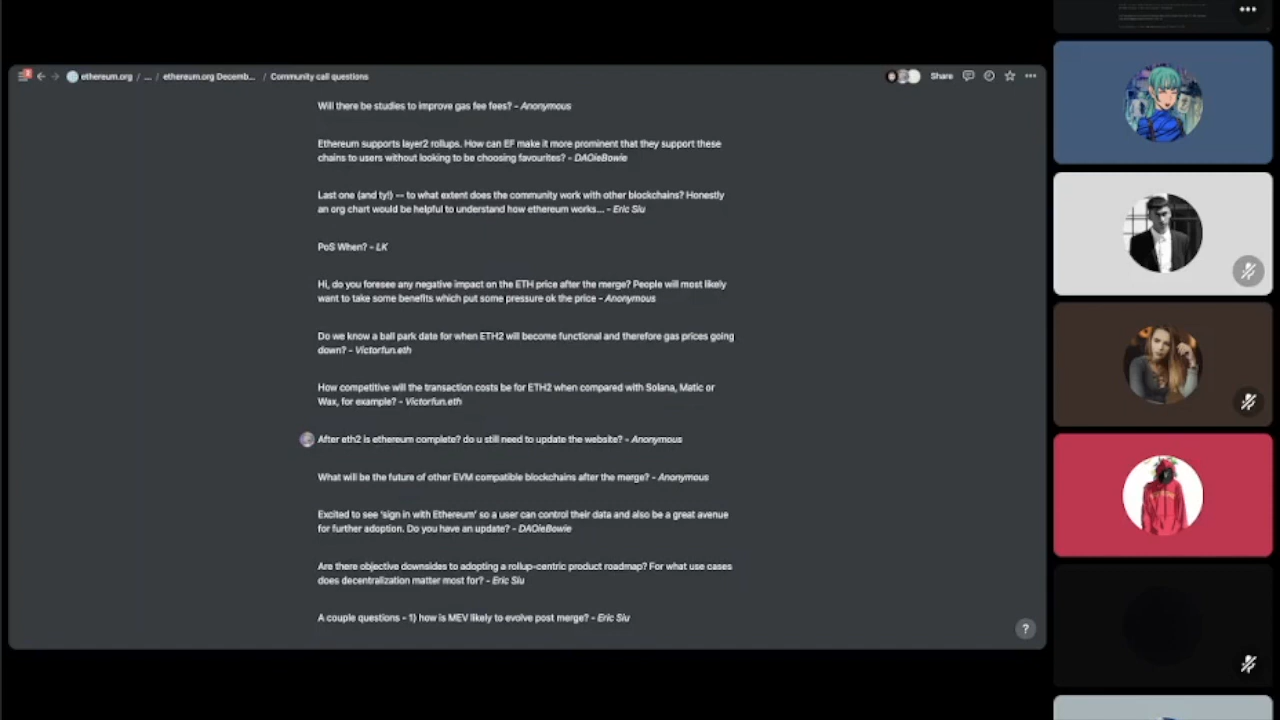 ethereum.org / ... / ethereum.org Decemb... / Community call questions
Share
Will there be studies to improve gas fee fees? - Anonymous
Ethereum supports layer2 rollups. How can EF make it more prominent that they support these
chains to users without looking to be choosing favourites? - DAOieBowie
Last one (and ty!) -- to what extent does the community work with other blockchains? Honestly
an org chart would be helpful to understand how ethereum works... - Eric Siu
PoS When? - LK
Hi, do you foresee any negative impact on the ETH price after the merge? People will most likely
want to take some benefits which put some pressure ok the price - Anonymous
Do we know a ball park date for when ETH2 will become functional and therefore gas prices going
down? - Victorfun.eth
How competitive will the transaction costs be for ETH2 when compared with Solana, Matic or
Wax, for example? - Victorfun.eth
After eth2 is ethereum complete? do u still need to update the website? - Anonymous
What will be the future of other EVM compatible blockchains after the merge? - Anonymous
Excited to see 'sign in with Ethereum' so a user can control their data and also be a great avenue
for further adoption. Do you have an update? - DAOieBowie
Are there objective downsides to adopting a rollup-centric product roadmap? For what use cases
does decentralization matter most for? - Eric Siu
A couple questions - 1) how is MEV likely to evolve post merge? - Eric Siu
?